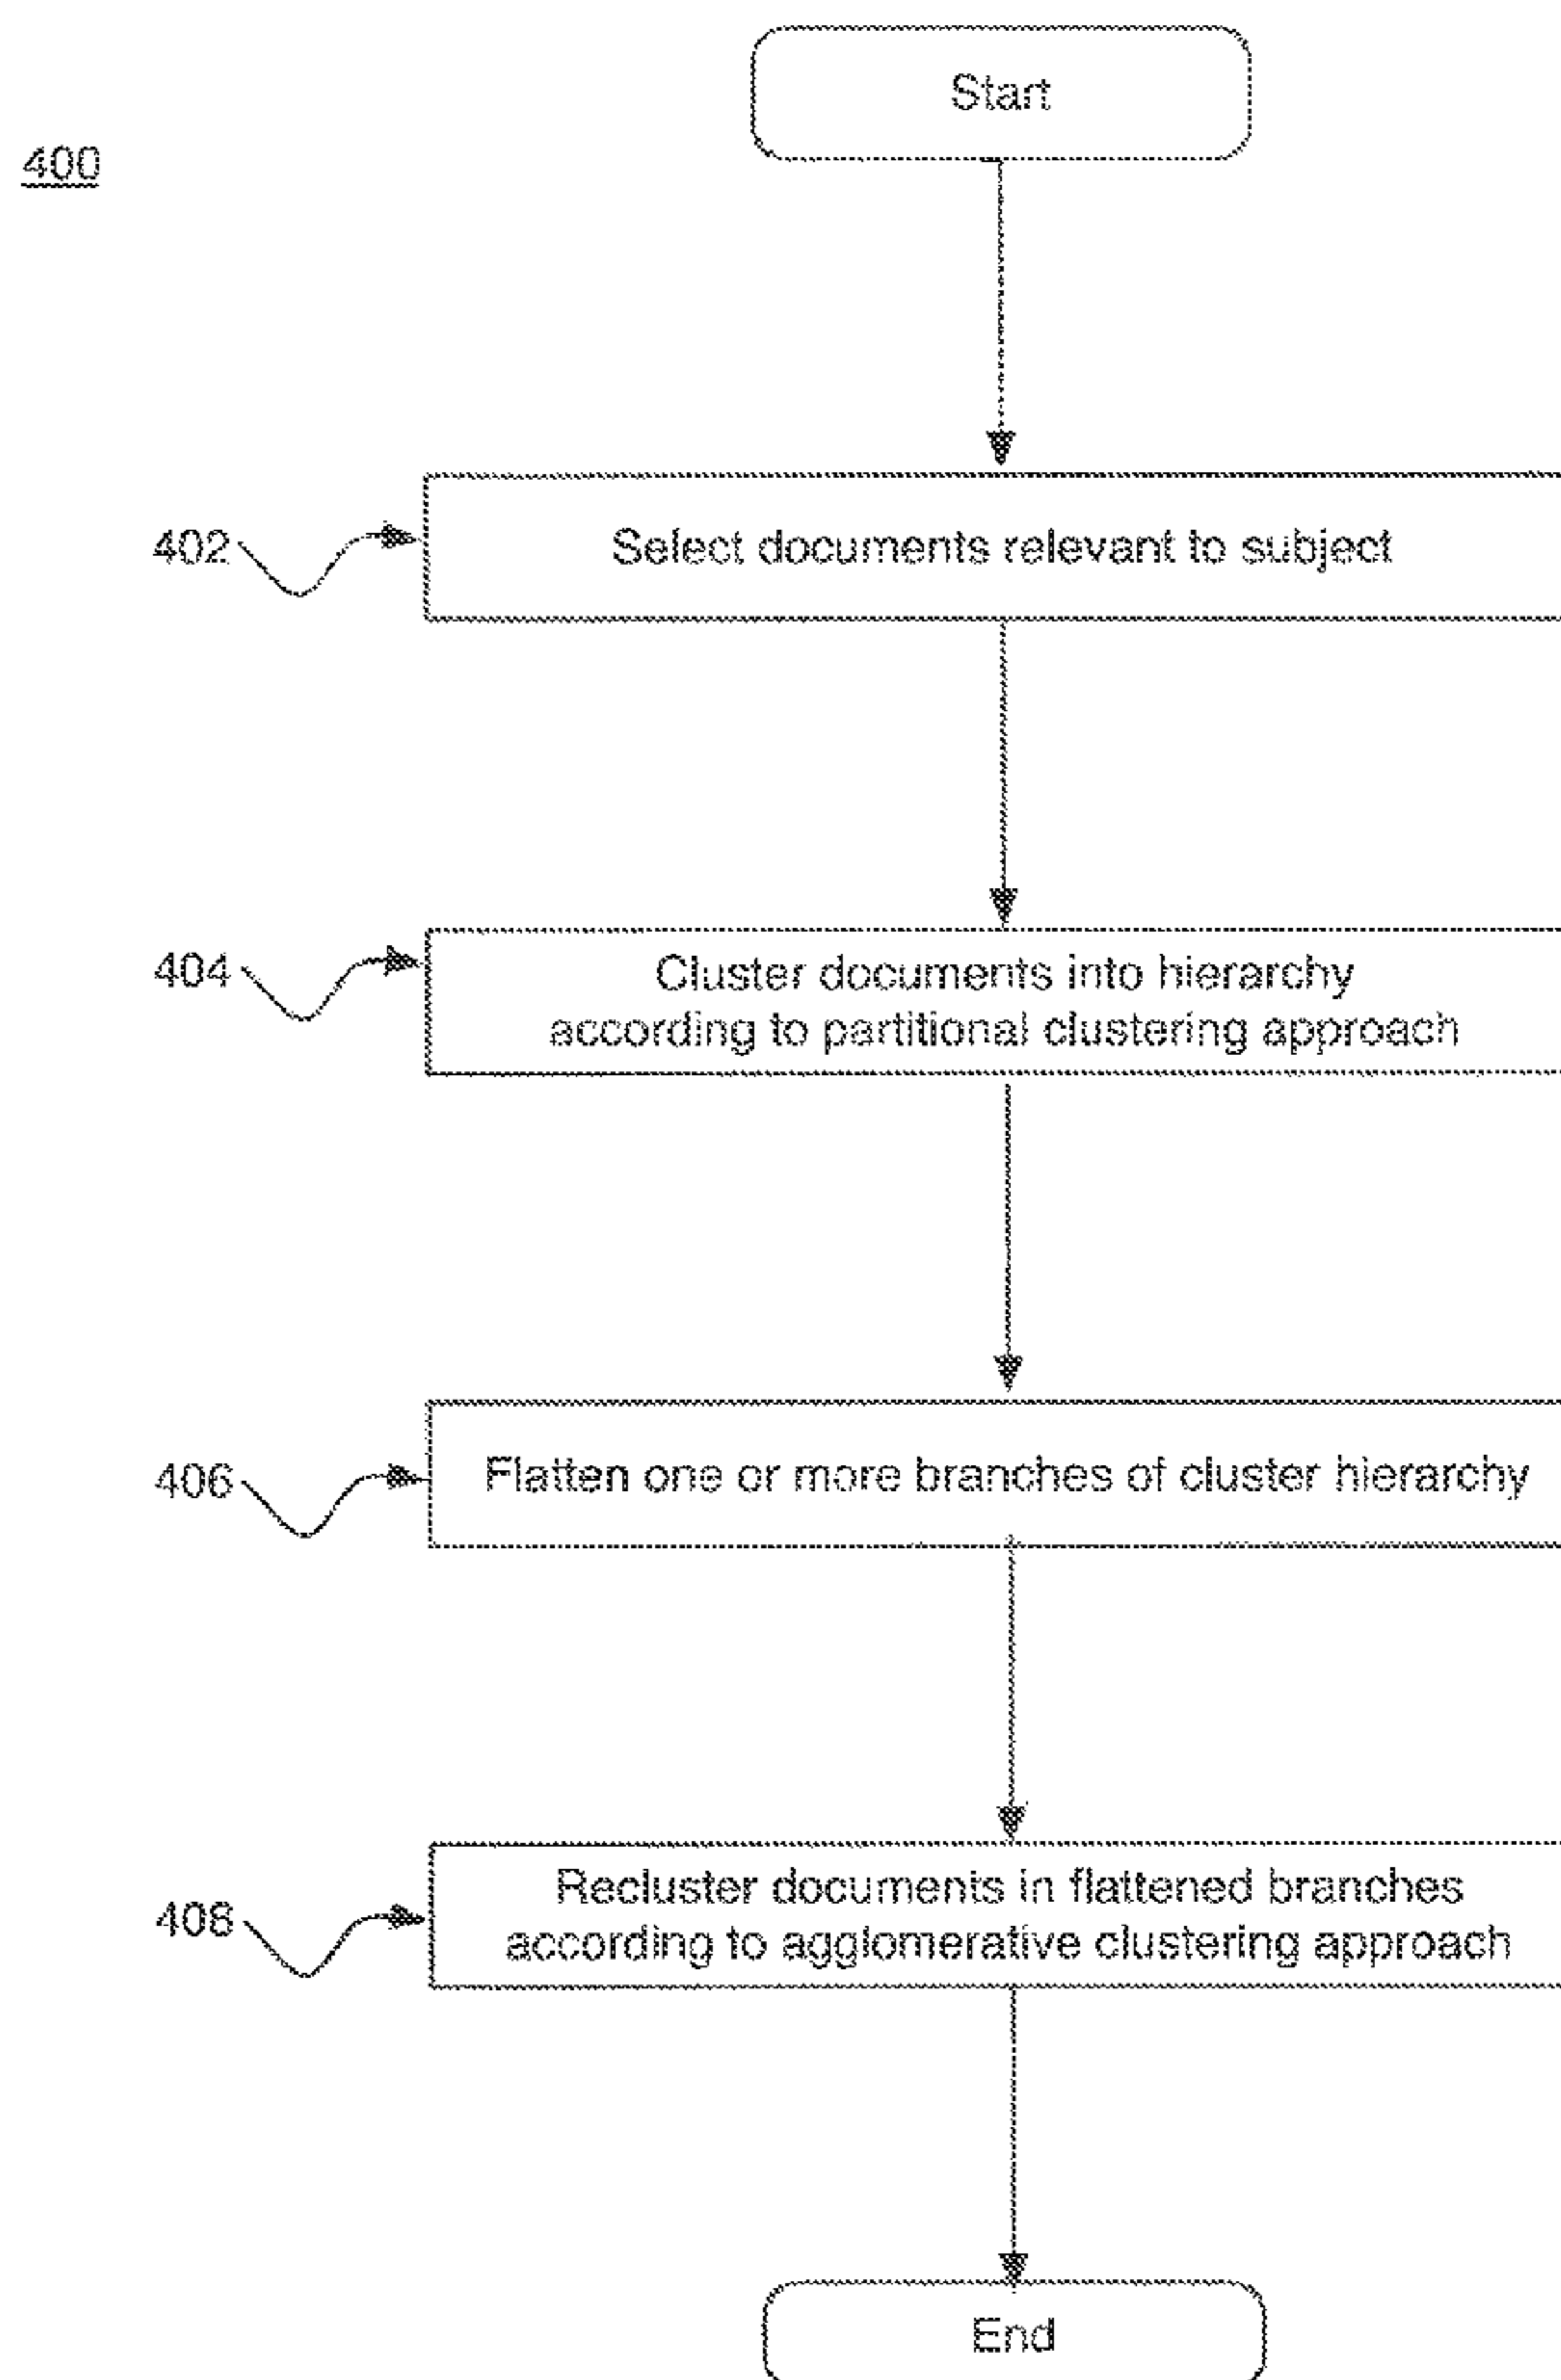 Start
400
402
Select documents relevant to subject
404
Cluster documents into hierarchy
according to partitional clustering approach
406
Flatten one or more branches of cluster hierarchy
408
Recluster documents in flattened branches
according to agglomerative clustering approach
End